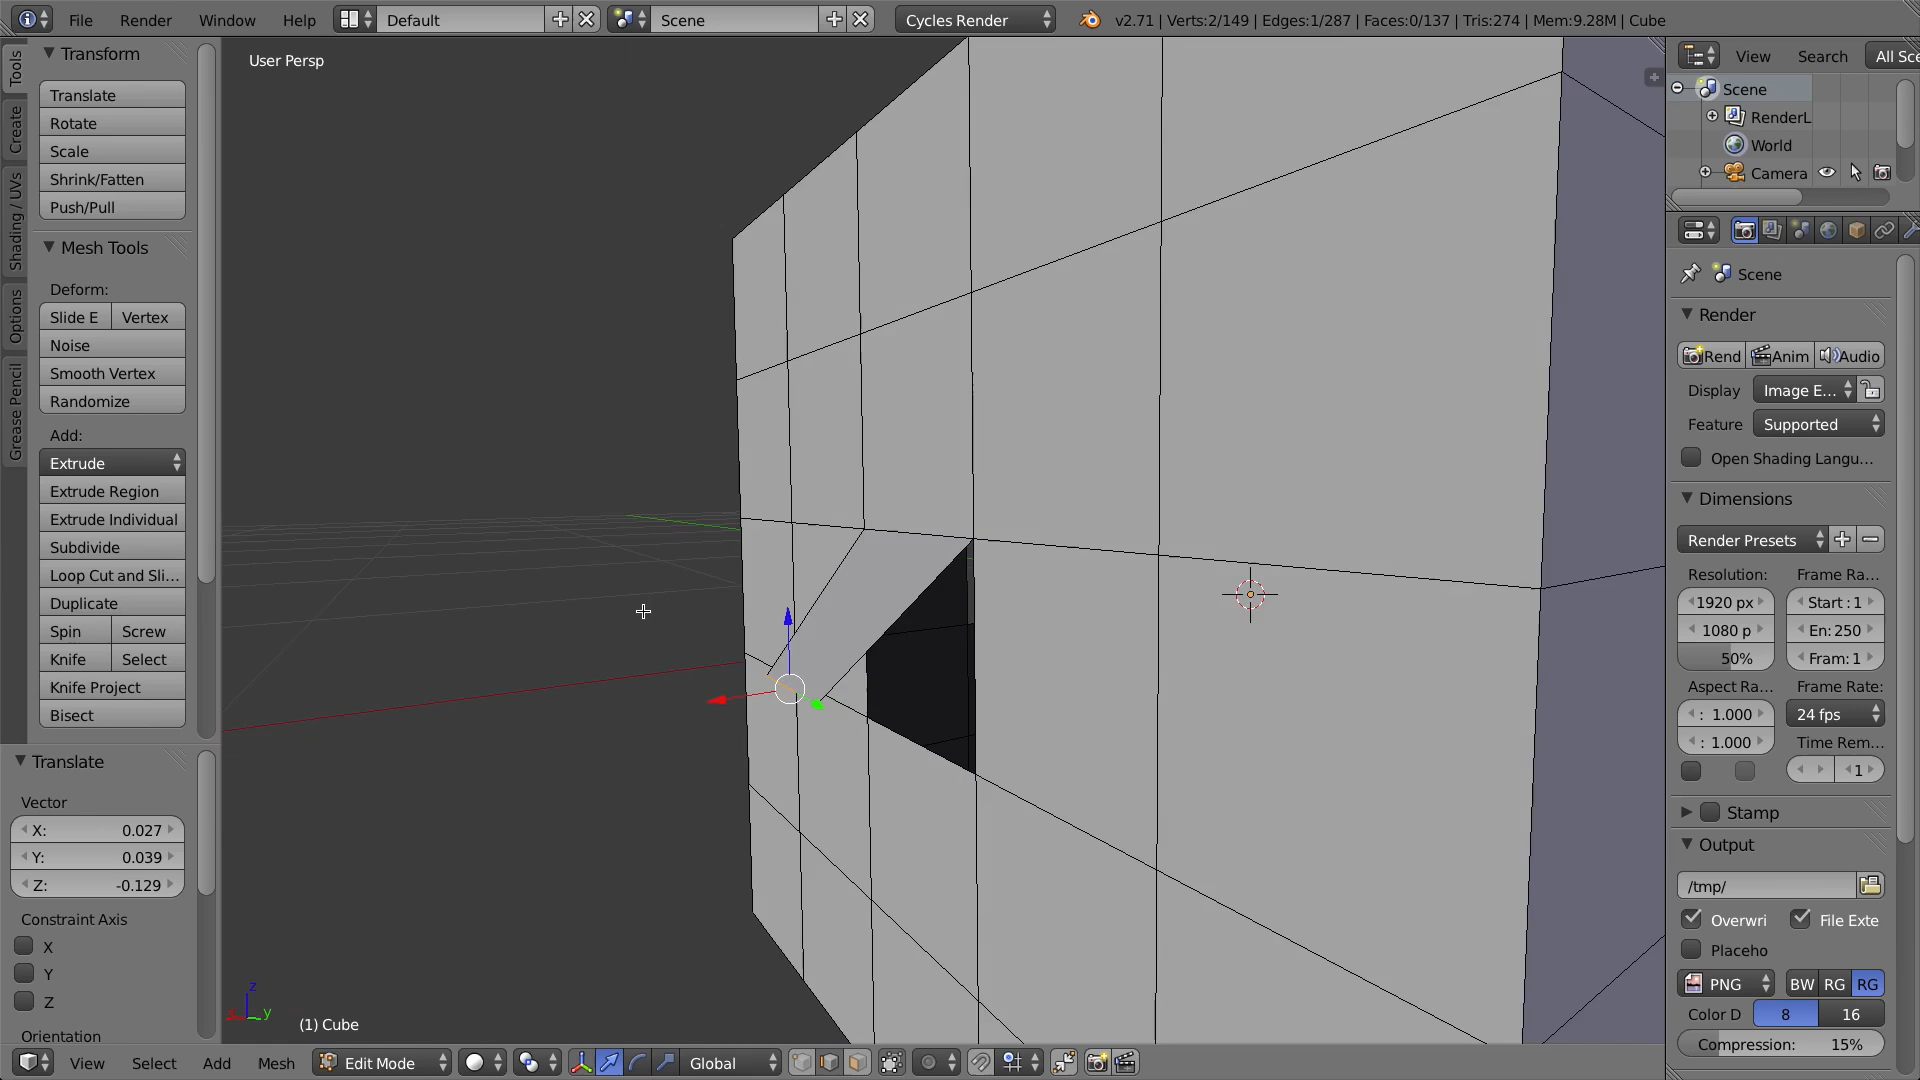 File Render Window Help Default Scene Cycles Render v2.71 | Verts:2/149 | Edges:1/287 | Faces:0/137 | Tris:274 | Mem:9.28M | Cube
Tools
Create
Shading / UVs
Options
Grease Pencil
Transform
Translate
Rotate
Scale
Shrink/Fatten
Push/Pull
Mesh Tools
Deform:
Slide E Vertex
Noise
Smooth Vertex
Randomize
Add:
Extrude
Extrude Region
Extrude Individual
Subdivide
Loop Cut and Sli...
Duplicate
Spin Screw
Knife Select
Knife Project
Bisect
Translate
Vector
X: 0.027
Y: 0.039
Z: -0.129
Constraint Axis
X
Y
Z
Orientation
User Persp
z
x y
(1) Cube
View Select Add Mesh Edit Mode Global
View Search All Sce
Scene
RenderL
World
Camera
Scene
Render
Rend Anim Audio
Display Image E...
Feature Supported
Open Shading Langu...
Dimensions
Render Presets
Resolution: Frame Ra...
1920 px Start : 1
1080 p En: 250
50% Fram: 1
Aspect Ra... Frame Rate:
: 1.000 24 fps
: 1.000 Time Rem...
1
Stamp
Output
/tmp/
Overwri File Exte
Placeho
PNG BW RG RG
Color D 8 16
Compression: 15%